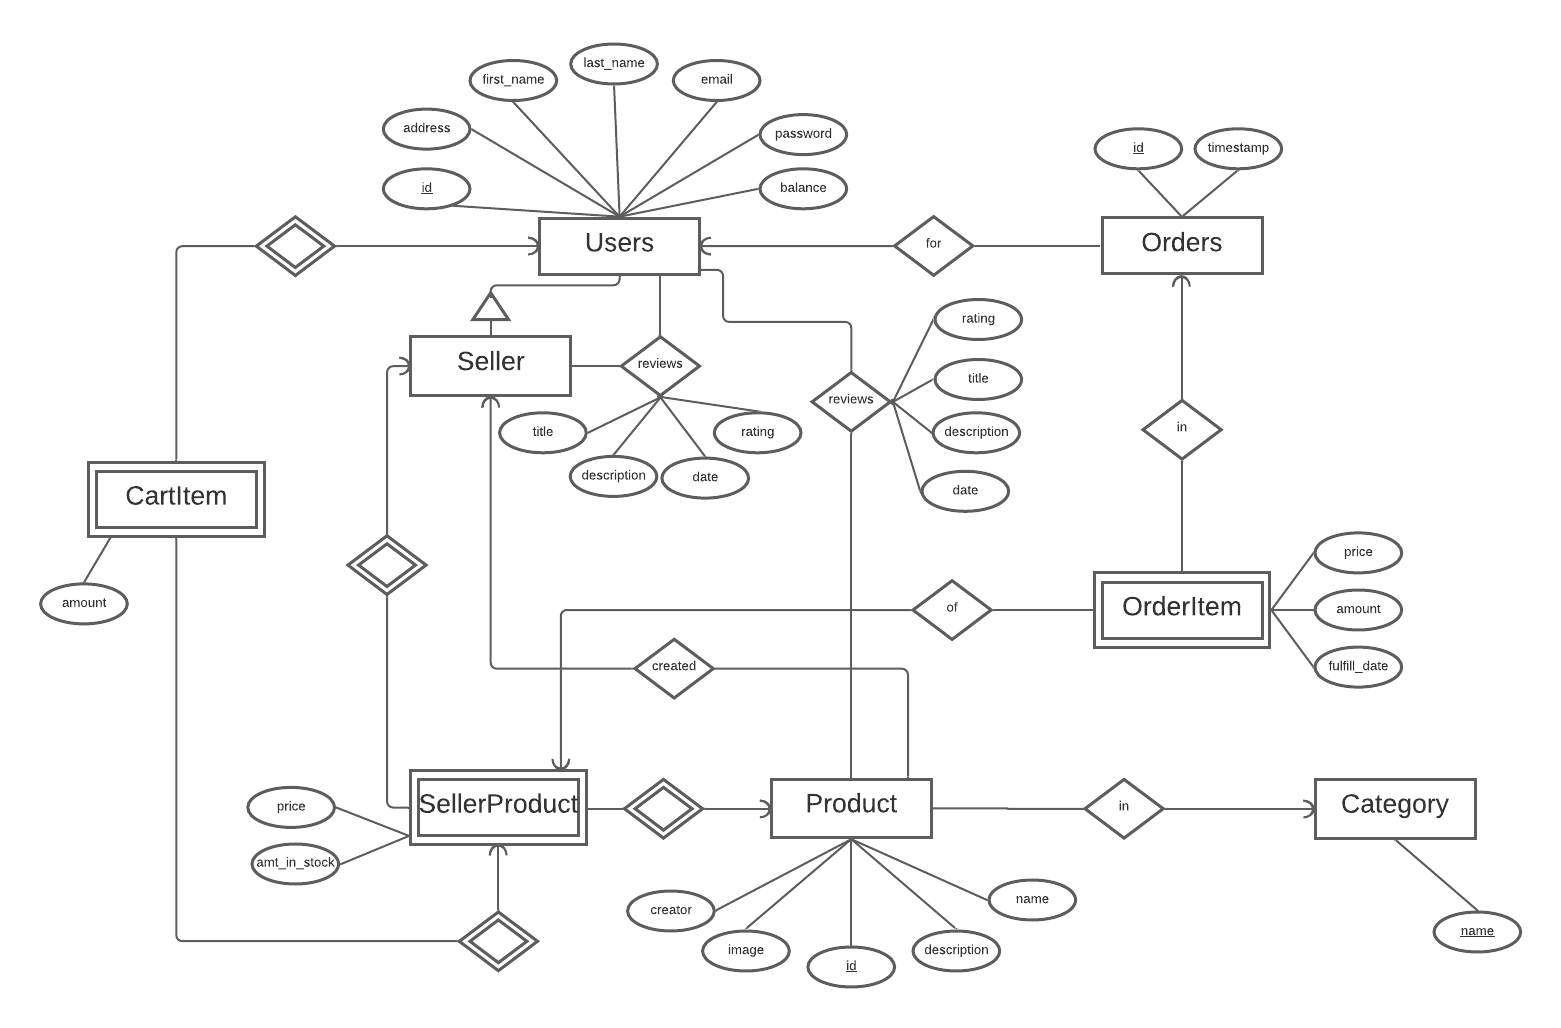 last_name
first_name
email
address
password
id
timestamp
id
balance
Users
for
Orders
rating
Seller
reviews
title
reviews
in
title
rating
description
description
date
date
CartItem
price
amount
of
OrderItem
amount
created
fulfill_date
price
SellerProduct
Product
in
Category
amt_in_stock
creator
name
name
image
description
id